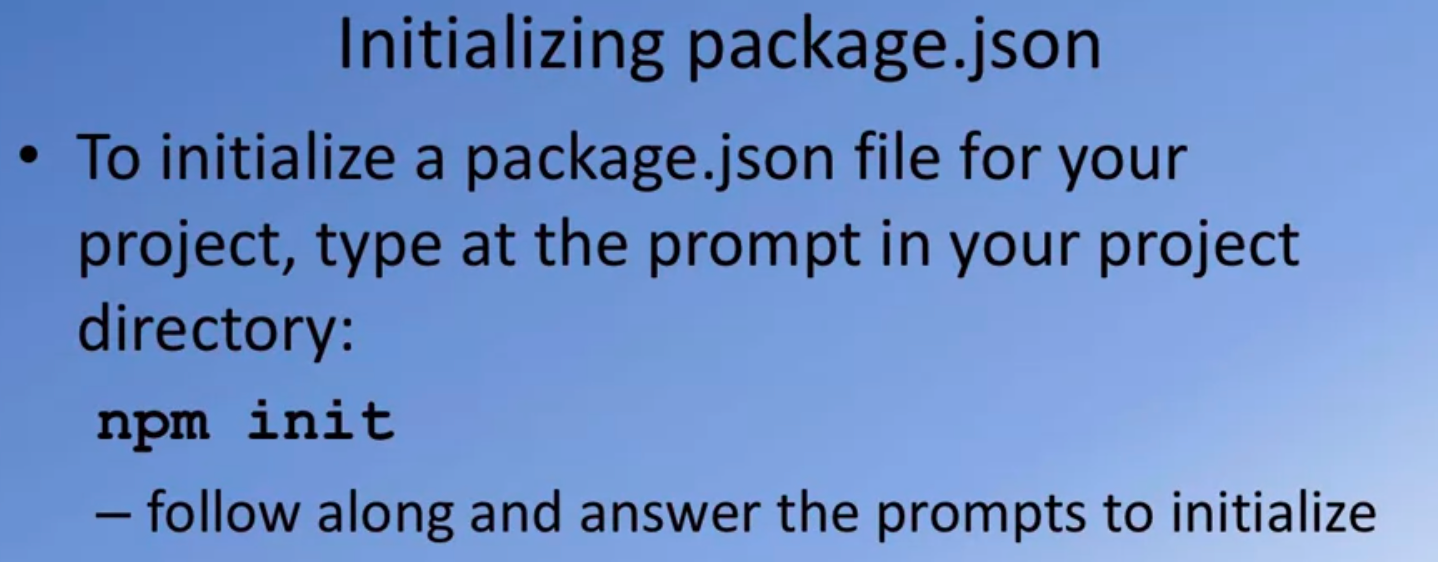 Initializing package.json
• To initialize a package.json file for your
project, type at the prompt in your project
directory:
npm init
– follow along and answer the prompts to initialize